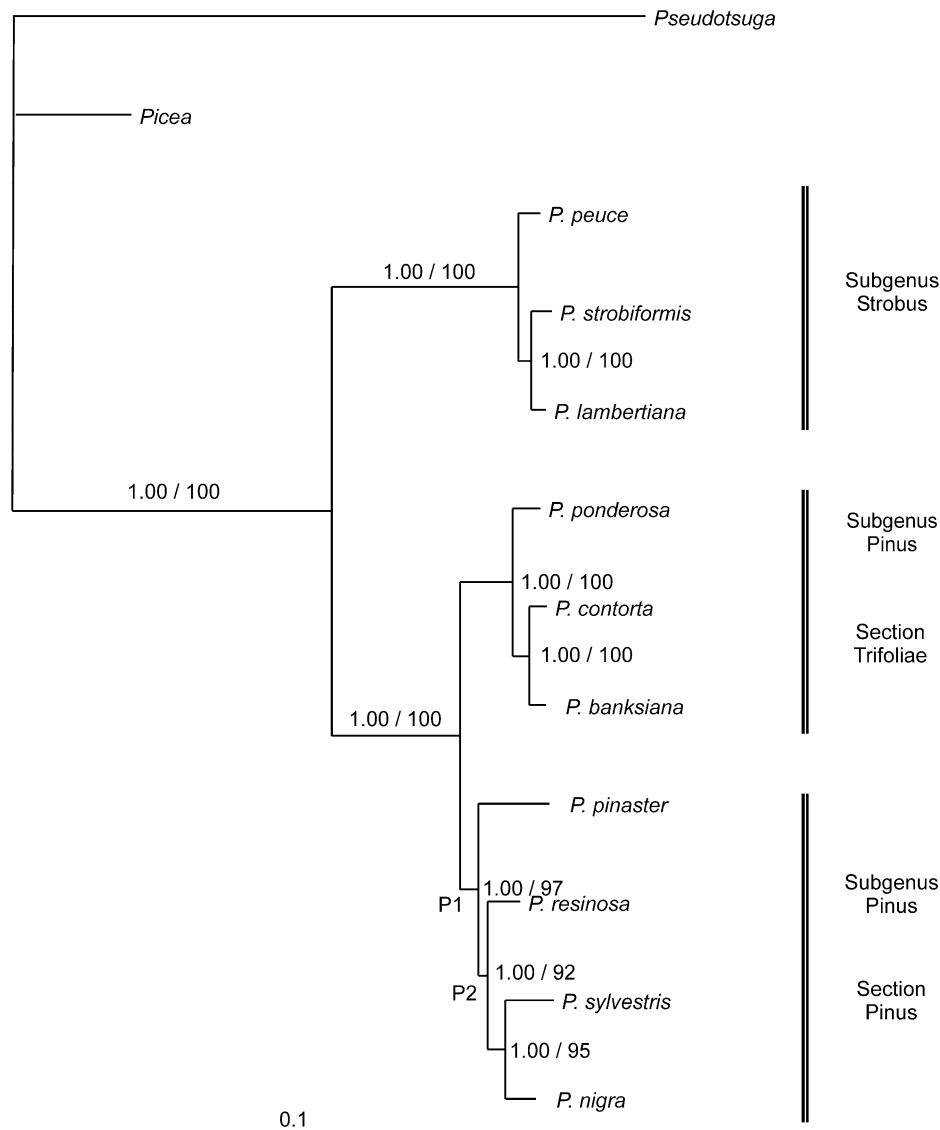 Pseudotsuga
Picea
P. peuce
1.00 / 100
Subgenus
Strobus
P. strobiformis
1.00 / 100
P. lambertiana
1.00 / 100
P. ponderosa
Subgenus
Pinus
1.00 / 100
P. contorta
Section
Trifoliae
1.00 / 100
P. banksiana
1.00 / 100
P. pinaster
1.00 / 97
Subgenus
Pinus
P1
P. resinosa
1.00 / 92
P2
Section
Pinus
P. sylvestris
1.00 / 95
P. nigra
0.1